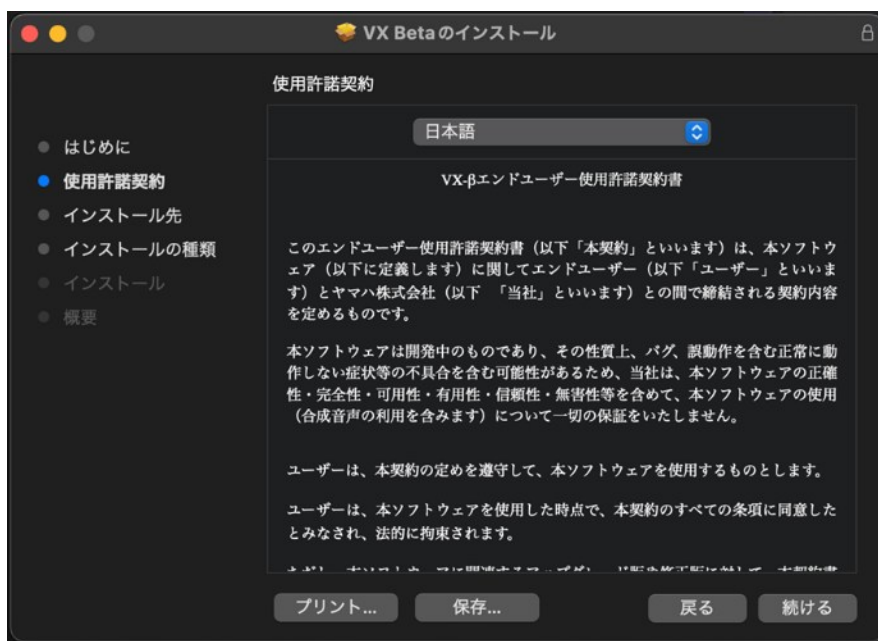 VX Betaのインストール
使用許諾契約
はじめに
使用許諾契約
インストール先
インストールの種類
インストール
概要
日本語
VX-βエンドユーザー使用許諾契約書
このエンドユーザー使用許諾契約書（以下「本契約」といいます）は、本ソフトウ
ェア（以下に定義します）に関してエンドユーザー（以下「ユーザー」といいま
す）とヤマハ株式会社（以下　「当社」といいます）との間で締結される契約内容
を定めるものです。
本ソフトウェアは開発中のものであり、その性質上、バグ、誤動作を含む正常に動
作しない症状等の不具合を含む可能性があるため、当社は、本ソフトウェアの正確
性・完全性・可用性・有用性・信頼性・無害性等を含めて、本ソフトウェアの使用
（合成音声の利用を含みます）について一切の保証をいたしません。
ユーザーは、本契約の定めを遵守して、本ソフトウェアを使用するものとします。
ユーザーは、本ソフトウェアを使用した時点で、本契約のすべての条項に同意した
とみなされ、法的に拘束されます。
プリント...
保存...
戻る
続ける